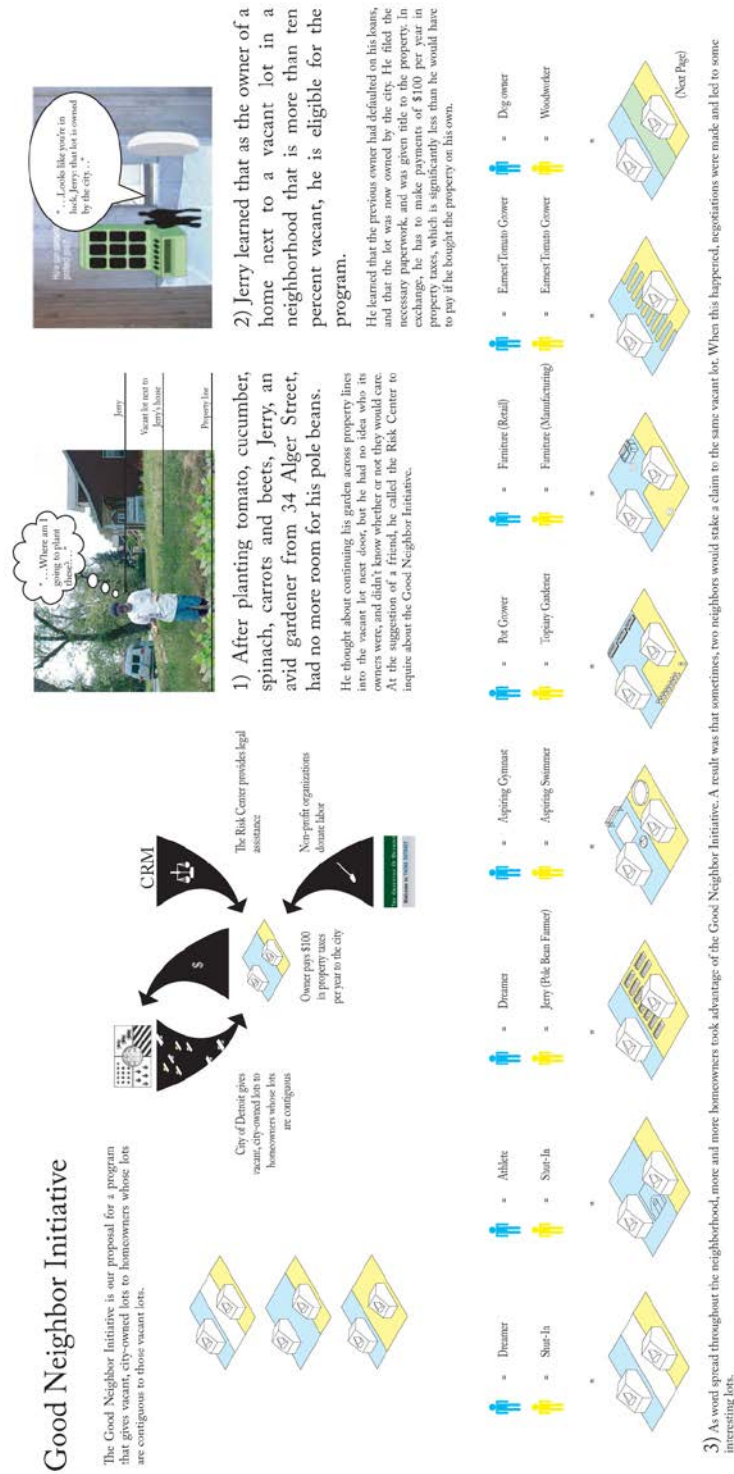 Good Neighbor Initiative
The Good Neighbor Initiative is our proposal for a program
that gives vacant, city-owned lots to homeowners whose lots
are contiguous to those vacant lots.
City of Detroit gives
vacant, city-owned lots to
homeowners whose lots
are contiguous
$
Owner pays $100
in property taxes
per year to the city
CRM
The Risk Center provides legal
assistance
Non-profit organizations
donate labor
"...Where am I
going to plant
these?..."
Jerry
Vacant lot next to
Jerry's house
Property line
1) After planting tomato, cucumber,
spinach, carrots and beets, Jerry, an
avid gardener from 34 Alger Street,
had no more room for his pole beans.
He thought about continuing his garden across property lines
into the vacant lot next door, but he had no idea who its
owners were, and didn't know whether or not they would care.
At the suggestion of a friend, he called the Risk Center to
inquire about the Good Neighbor Initiative.
"...Looks like you're in
luck, Jerry: that lot is owned
by the city..."
2) Jerry learned that as the owner of a
home next to a vacant lot in a
neighborhood that is more than ten
percent vacant, he is eligible for the
program.
He learned that the previous owner had defaulted on his loans,
and that the lot was now owned by the city. He filed the
necessary paperwork, and was given title to the property. In
exchange, he has to make payments of $100 per year in
property taxes, which is significantly less than he would have
to pay if he bought the property on his own.
= Dreamer
= Shut-In
= Athlete
= Shut-In
= Dreamer
= Jerry (Pole Bean Farmer)
= Aspiring Gymnast
= Aspiring Swimmer
= Pot Grower
= Topiary Gardener
= Furniture (Retail)
= Furniture (Manufacturing)
= Earnest Tomato Grower
= Earnest Tomato Grower
= Dog owner
= Woodworker
(Next Page)
3) As word spread throughout the neighborhood, more and more homeowners took advantage of the Good Neighbor Initiative. A result was that sometimes, two neighbors would stake a claim to the same vacant lot. When this happened, negotiations were made and led to some
interesting lots.